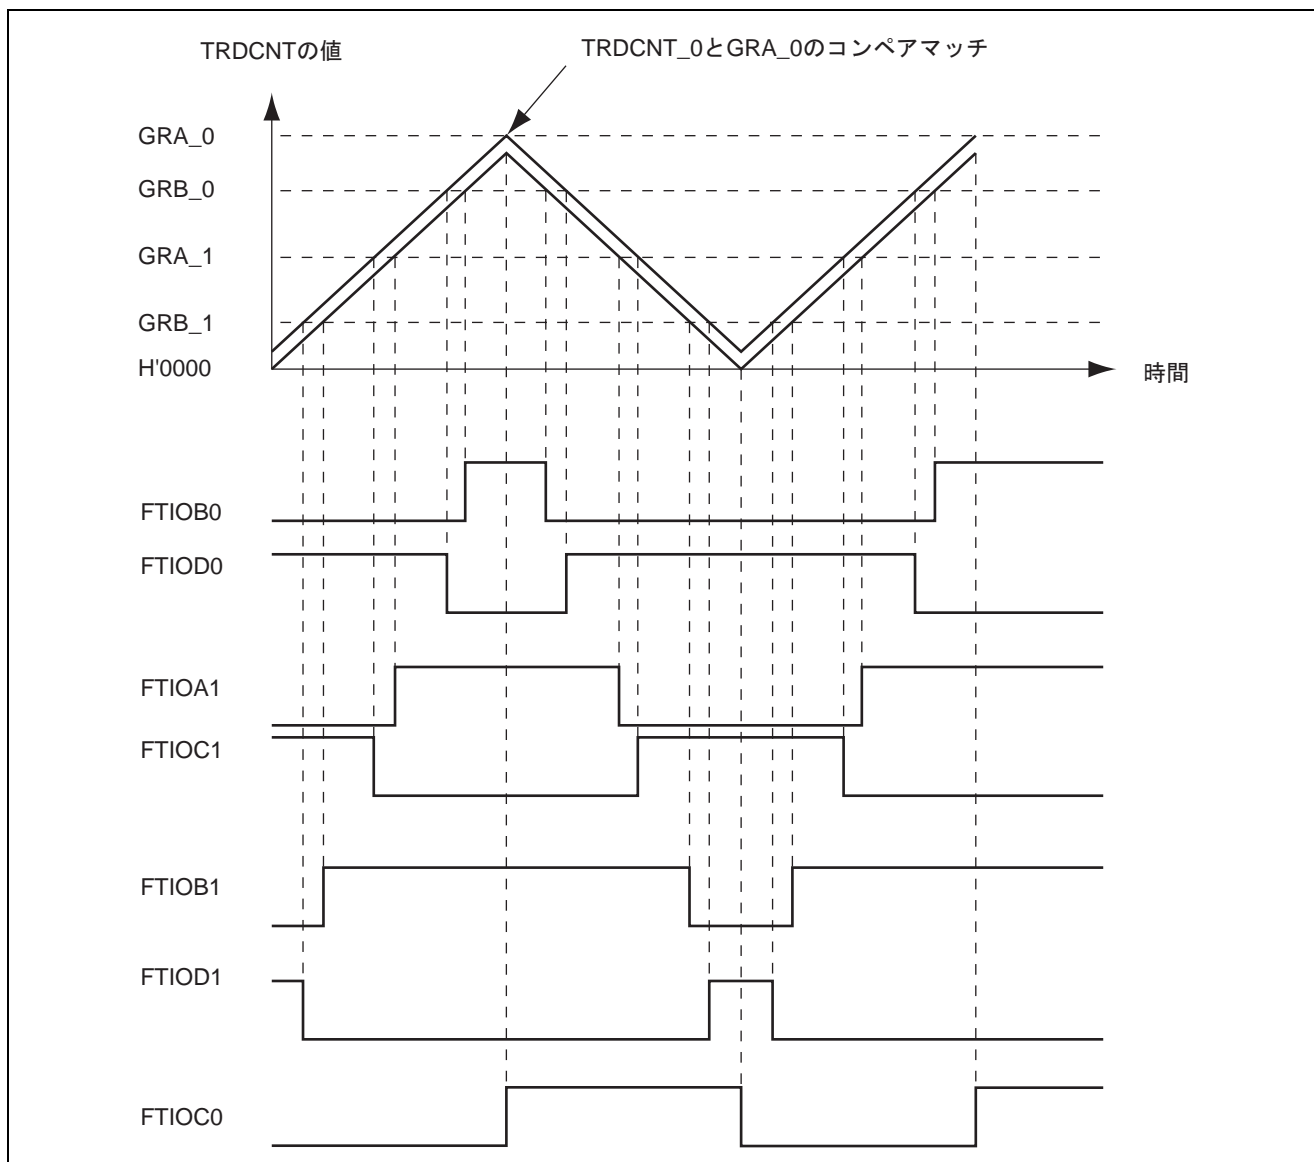 TRDCNTの値
TRDCNT_0とGRA_0のコンペアマッチ
GRA_0
GRB_0
GRA_1
GRB_1
H'0000
時間
FTIOB0
FTIOD0
FTIOA1
FTIOC1
FTIOB1
FTIOD1
FTIOC0